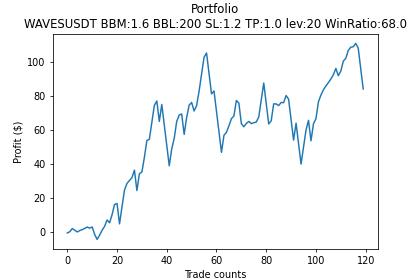 Portfolio
WAVESUSDT BBM:1.6 BBL:200 SL:1.2 TP:1.0 lev:20 WinRatio:68.0
100
80
60
40
20
0
Profit ($)
0 20 40 60 80 100 120
Trade counts